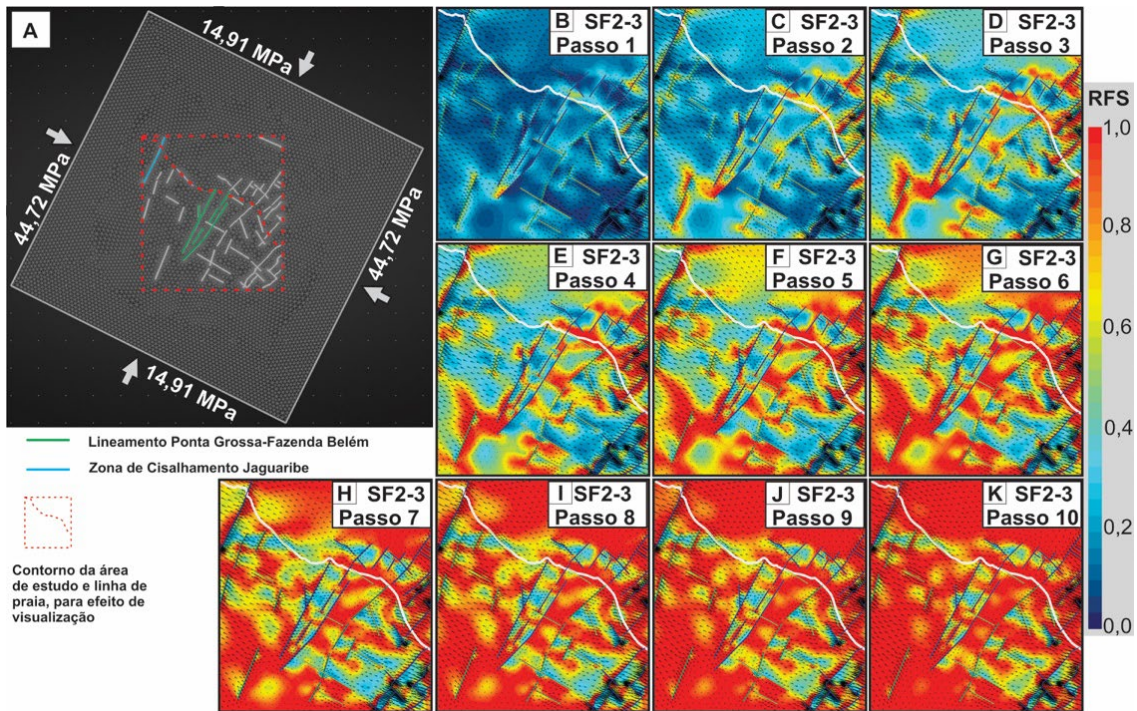 A
14,91 MPa
44,72 MPa
44,72 MPa
14,91 MPa
Lineamento Ponta Grossa-Fazenda Belém
Zona de Cisalhamento Jaguaribe
Contorno da área
de estudo e linha de
praia, para efeito de
visualização
B SF2-3
Passo 1
C SF2-3
Passo 2
D SF2-3
Passo 3
E SF2-3
Passo 4
F SF2-3
Passo 5
G SF2-3
Passo 6
H SF2-3
Passo 7
I SF2-3
Passo 8
J SF2-3
Passo 9
K SF2-3
Passo 10
RFS
1,0
0,8
0,6
0,4
0,2
0,0